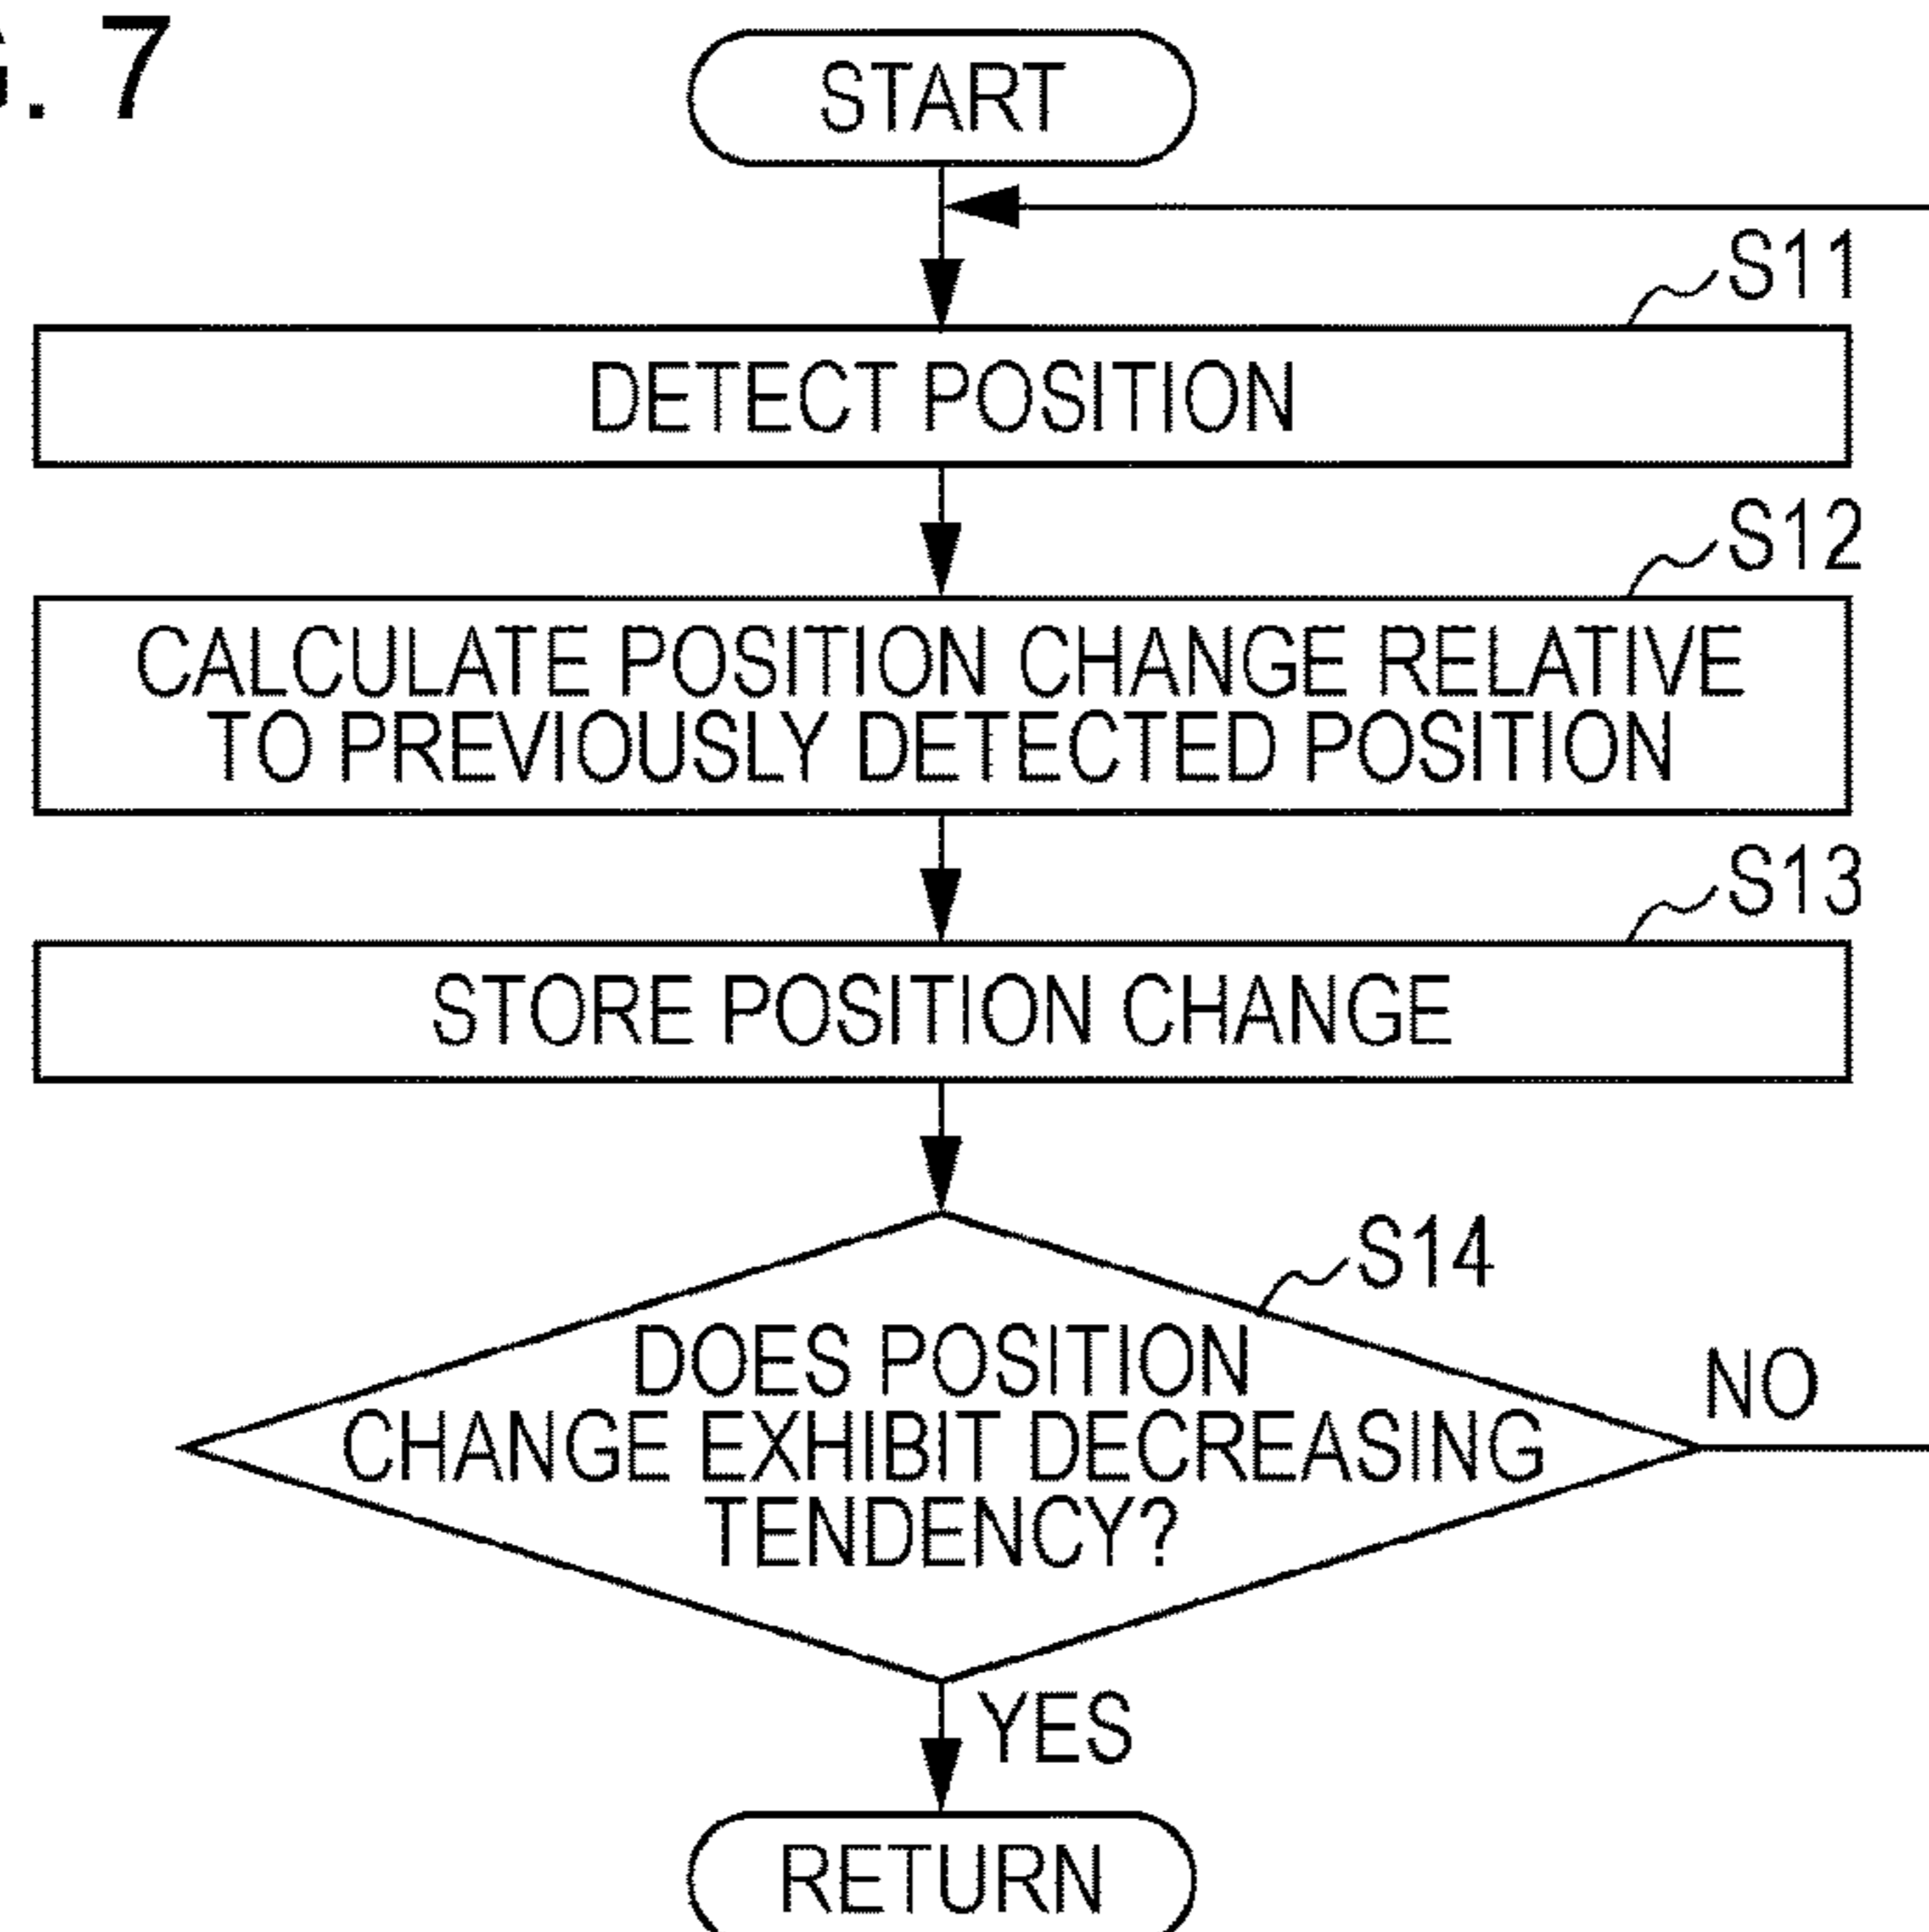 G. 7
START
S11
DETECT POSITION
S12
CALCULATE POSITION CHANGE RELATIVE
TO PREVIOUSLY DETECTED POSITION
S13
STORE POSITION CHANGE
S14
DOES POSITION
CHANGE EXHIBIT DECREASING
TENDENCY?
NO
YES
RETURN